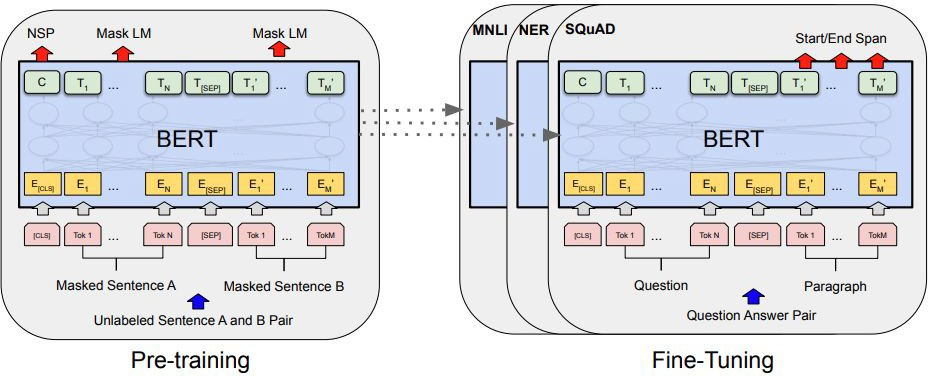 NSP Mask LM Mask LM
C T1 ... TN T[SEP] T1' ... TM'
BERT
E[CLS] E1 ... EN E[SEP] E1' ... EM'
[CLS] Tok 1 ... Tok N [SEP] Tok 1 ... TokM
Masked Sentence A Masked Sentence B
Unlabeled Sentence A and B Pair
Pre-training
MNLI NER SQuAD
Start/End Span
C T1 ... TN T[SEP] T1' ... TM'
BERT
E[CLS] E1 ... EN E[SEP] E1' ... EM'
[CLS] Tok 1 ... Tok N [SEP] Tok 1 ... TokM
Question Paragraph
Question Answer Pair
Fine-Tuning